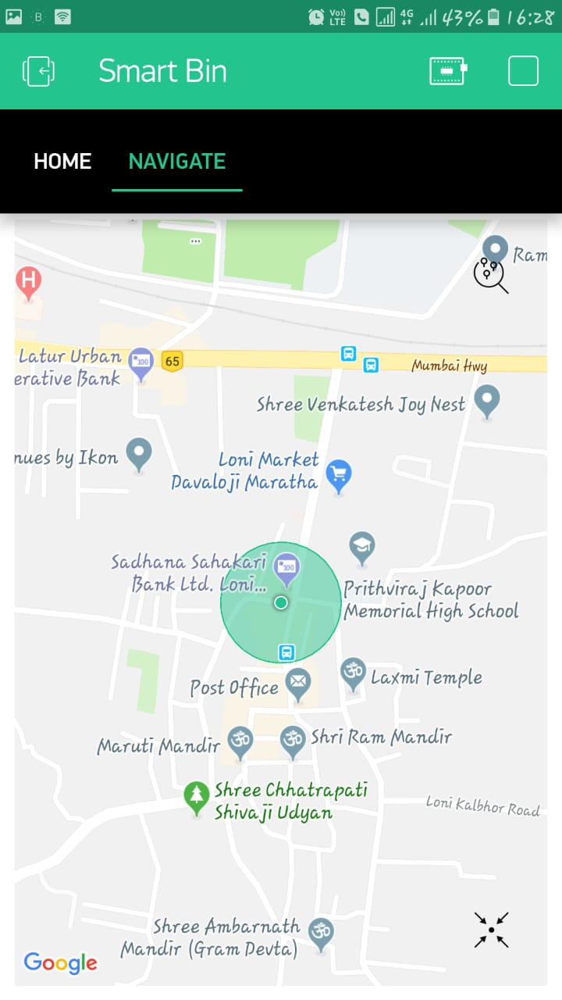 B Vo)) LTE 4G 43% 16:28
Smart Bin
HOME NAVIGATE
Ram
H
Latur Urban
erative Bank
100
65
Mumbai Hwy
Shree Venkatesh Joy Nest
nues by Ikon
Loni Market
Davaloji Maratha
Sadhana Sahakari
Bank Ltd. Loni...
100
Prithviraj Kapoor
Memorial High School
Post Office
ॐ
Laxmi Temple
Maruti Mandir
ॐ
ॐ
Shri Ram Mandir
Shree Chhatrapati
Shivaji Udyan
Loni Kalbhor Road
Shree Ambarnath
Mandir (Gram Devta)
ॐ
Google